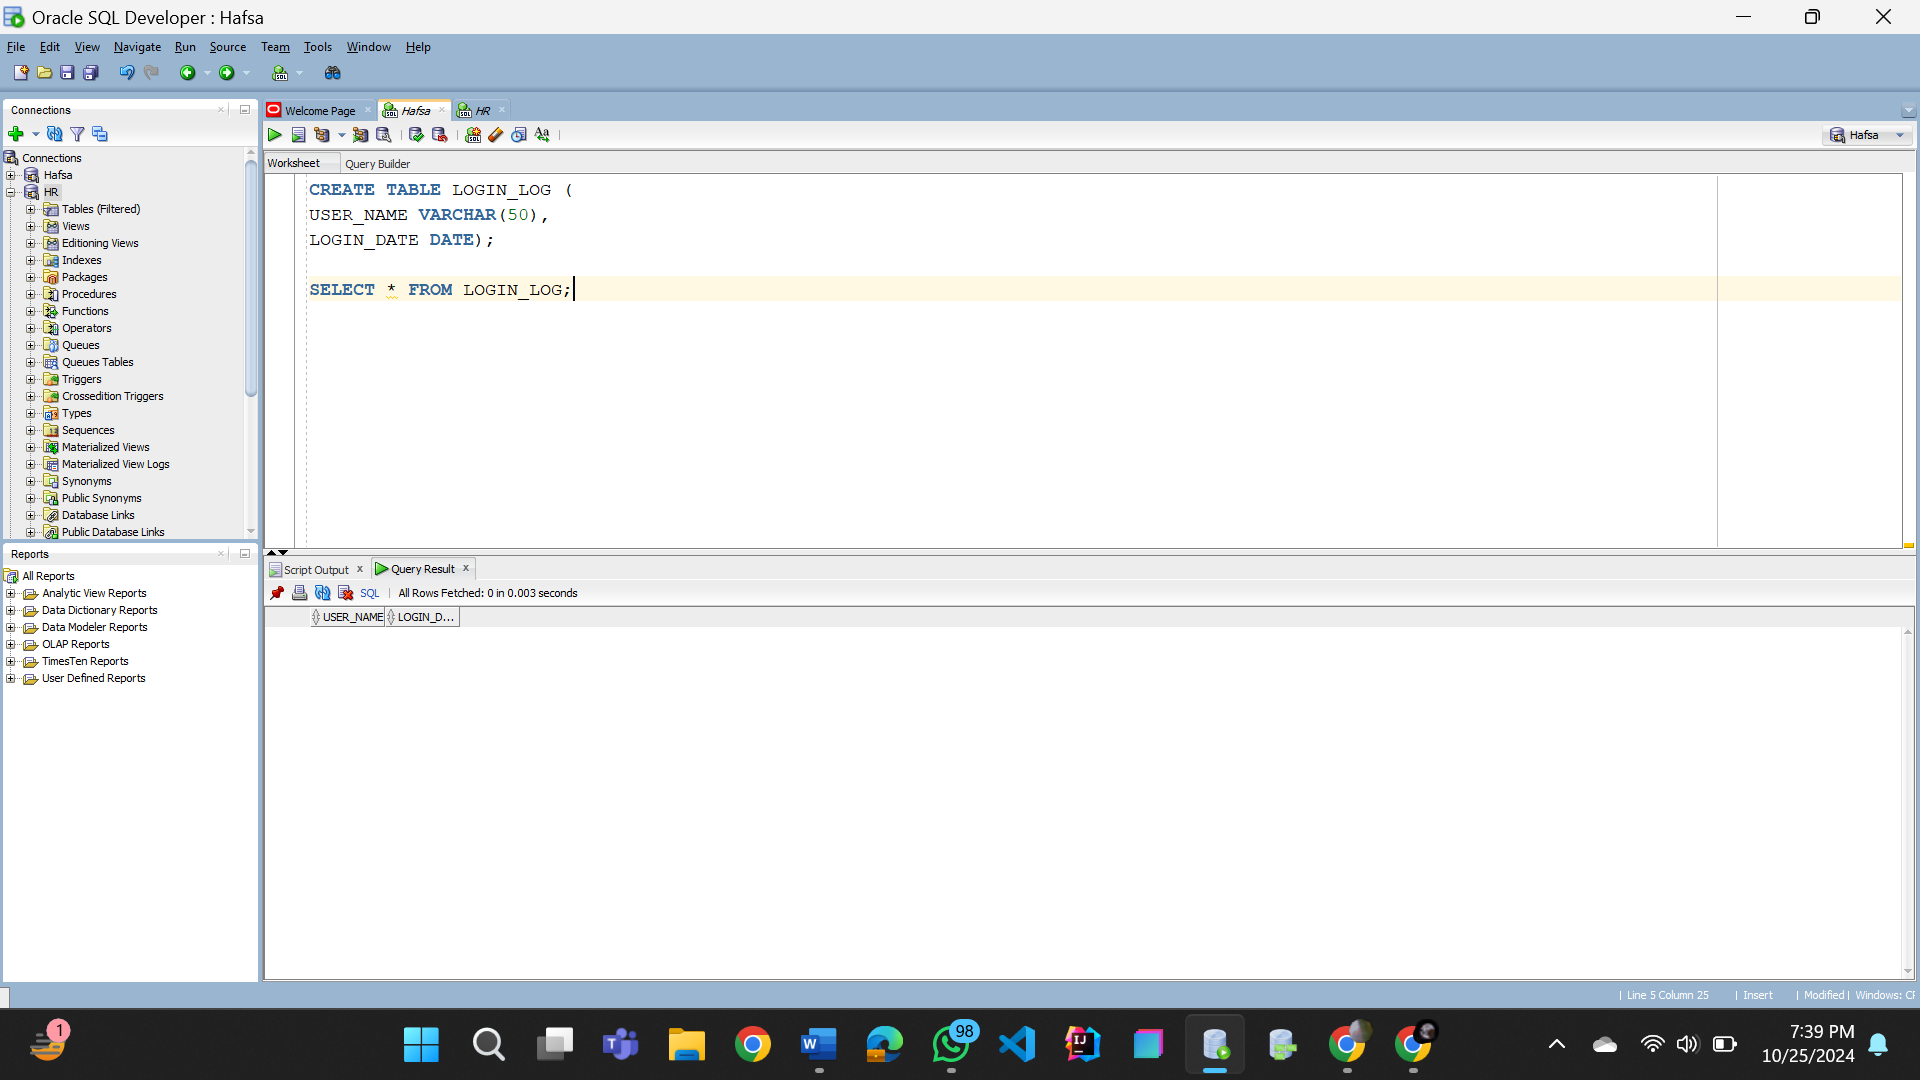 Oracle SQL Developer : Hafsa
File Edit View Navigate Run Source Team Tools Window Help
Connections
Connections
Hafsa
HR
Tables (Filtered)
Views
Editioning Views
Indexes
Packages
Procedures
Functions
Operators
Queues
Queues Tables
Triggers
Crossedition Triggers
Types
Sequences
Materialized Views
Materialized View Logs
Synonyms
Public Synonyms
Database Links
Public Database Links
Reports
All Reports
Analytic View Reports
Data Dictionary Reports
Data Modeler Reports
OLAP Reports
TimesTen Reports
User Defined Reports
Welcome Page Hafsa HR
Hafsa
Worksheet Query Builder
CREATE TABLE LOGIN_LOG (
USER_NAME VARCHAR(50),
LOGIN_DATE DATE);
SELECT * FROM LOGIN_LOG;
Script Output Query Result
SQL All Rows Fetched: 0 in 0.003 seconds
USER_NAME LOGIN_D...
Line 5 Column 25 Insert Modified Windows: CF
1
98
7:39 PM
10/25/2024